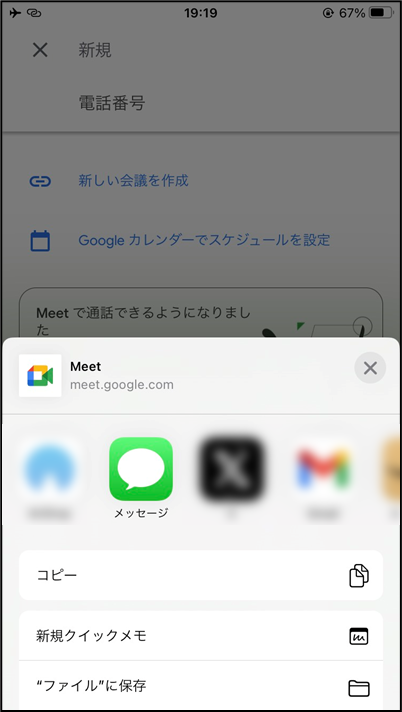 19:19
67%
新規
電話番号
新しい会議を作成
Google カレンダーでスケジュールを設定
Meet で通話できるようになりまし
た
Meet
meet.google.com
メッセージ
コピー
新規クイックメモ
“ファイル”に保存